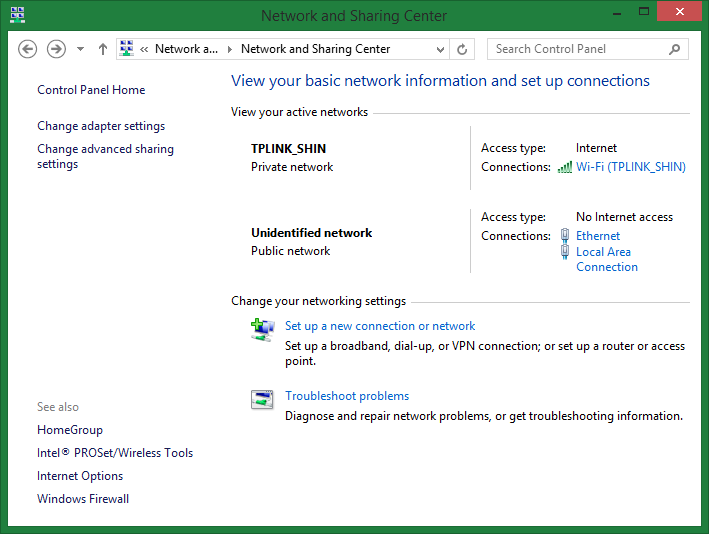 Network and Sharing Center
« Network a... Network and Sharing Center
Search Control Panel
Control Panel Home
Change adapter settings
Change advanced sharing
settings
View your basic network information and set up connections
View your active networks
TPLINK_SHIN
Private network
Access type: Internet
Connections: Wi-Fi (TPLINK_SHIN)
Unidentified network
Public network
Access type: No Internet access
Connections: Ethernet
Local Area
Connection
Change your networking settings
Set up a new connection or network
Set up a broadband, dial-up, or VPN connection; or set up a router or access
point.
Troubleshoot problems
Diagnose and repair network problems, or get troubleshooting information.
See also
HomeGroup
Intel® PROSet/Wireless Tools
Internet Options
Windows Firewall